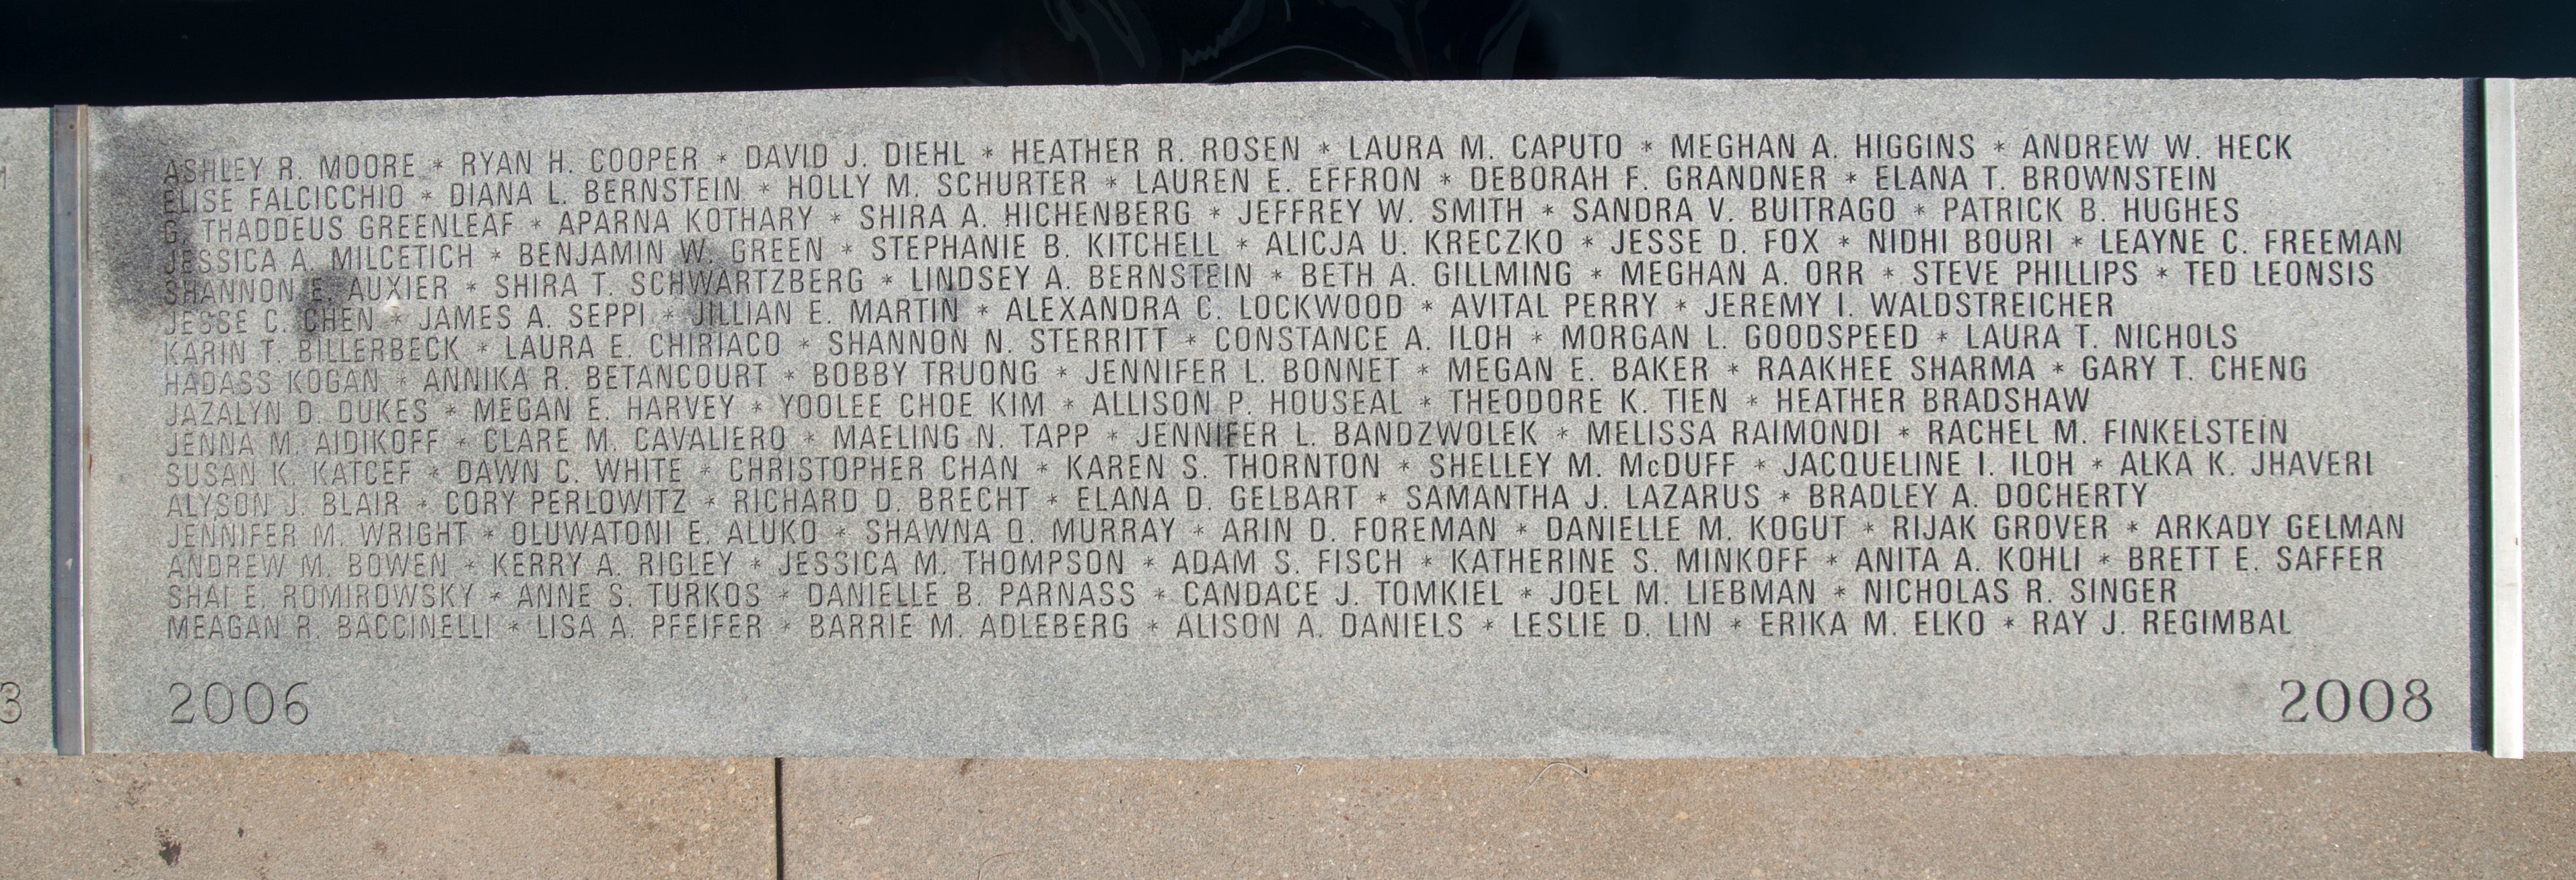 ASHLEY R. MOORE * RYAN H. COOPER * DAVID J. DIEHL * HEATHER R. ROSEN * LAURA M. CAPUTO * MEGHAN A. HIGGINS * ANDREW W. HECK
ELISE FALCICCHIO * DIANA L. BERNSTEIN * HOLLY M. SCHURTER * LAUREN E. EFFRON * DEBORAH F. GRANDNER * ELANA T. BROWNSTEIN
G. THADDEUS GREENLEAF * APARNA KOTHARY * SHIRA A. HICHENBERG * JEFFREY W. SMITH * SANDRA V. BUITRAGO * PATRICK B. HUGHES
JESSICA A. MILCETICH * BENJAMIN W. GREEN * STEPHANIE B. KITCHELL * ALICJA U. KRECZKO * JESSE D. FOX * NIDHI BOURI * LEAYNE C. FREEMAN
SHANNON E. AUXIER * SHIRA T. SCHWARTZBERG * LINDSEY A. BERNSTEIN * BETH A. GILLMING * MEGHAN A. ORR * STEVE PHILLIPS * TED LEONSIS
JESSE C. CHEN * JAMES A. SEPPI * JILLIAN E. MARTIN * ALEXANDRA C. LOCKWOOD * AVITAL PERRY * JEREMY I. WALDSTREICHER
KARIN T. BILLERBECK * LAURA E. CHIRIACO * SHANNON N. STERRITT * CONSTANCE A. ILOH * MORGAN L. GOODSPEED * LAURA T. NICHOLS
HADASS KOGAN * ANNIKA R. BETANCOURT * BOBBY TRUONG * JENNIFER L. BONNET * MEGAN E. BAKER * RAAKHEE SHARMA * GARY T. CHENG
JAZALYN D. DUKES * MEGAN E. HARVEY * YOOLEE CHOE KIM * ALLISON P. HOUSEAL * THEODORE K. TIEN * HEATHER BRADSHAW
JENNA M. AIDIKOFF * CLARE M. CAVALIERO * MAELING N. TAPP * JENNIFER L. BANDZWOLEK * MELISSA RAIMONDI * RACHEL M. FINKELSTEIN
SUSAN K. KATCEF * DAWN C. WHITE * CHRISTOPHER CHAN * KAREN S. THORNTON * SHELLEY M. McDUFF * JACQUELINE I. ILOH * ALKA K. JHAVERI
ALYSON J. BLAIR * CORY PERLOWITZ * RICHARD D. BRECHT * ELANA D. GELBART * SAMANTHA J. LAZARUS * BRADLEY A. DOCHERTY
JENNIFER M. WRIGHT * OLUWATONI E. ALUKO * SHAWNA Q. MURRAY * ARIN D. FOREMAN * DANIELLE M. KOGUT * RIJAK GROVER * ARKADY GELMAN
ANDREW M. BOWEN * KERRY A. RIGLEY * JESSICA M. THOMPSON * ADAM S. FISCH * KATHERINE S. MINKOFF * ANITA A. KOHLI * BRETT E. SAFFER
SHAI E. ROMIROWSKY * ANNE S. TURKOS * DANIELLE B. PARNASS * CANDACE J. TOMKIEL * JOEL M. LIEBMAN * NICHOLAS R. SINGER
MEAGAN R. BACCINELLI * LISA A. PFEIFER * BARRIE M. ADLEBERG * ALISON A. DANIELS * LESLIE D. LIN * ERIKA M. ELKO * RAY J. REGIMBAL
2006 2008